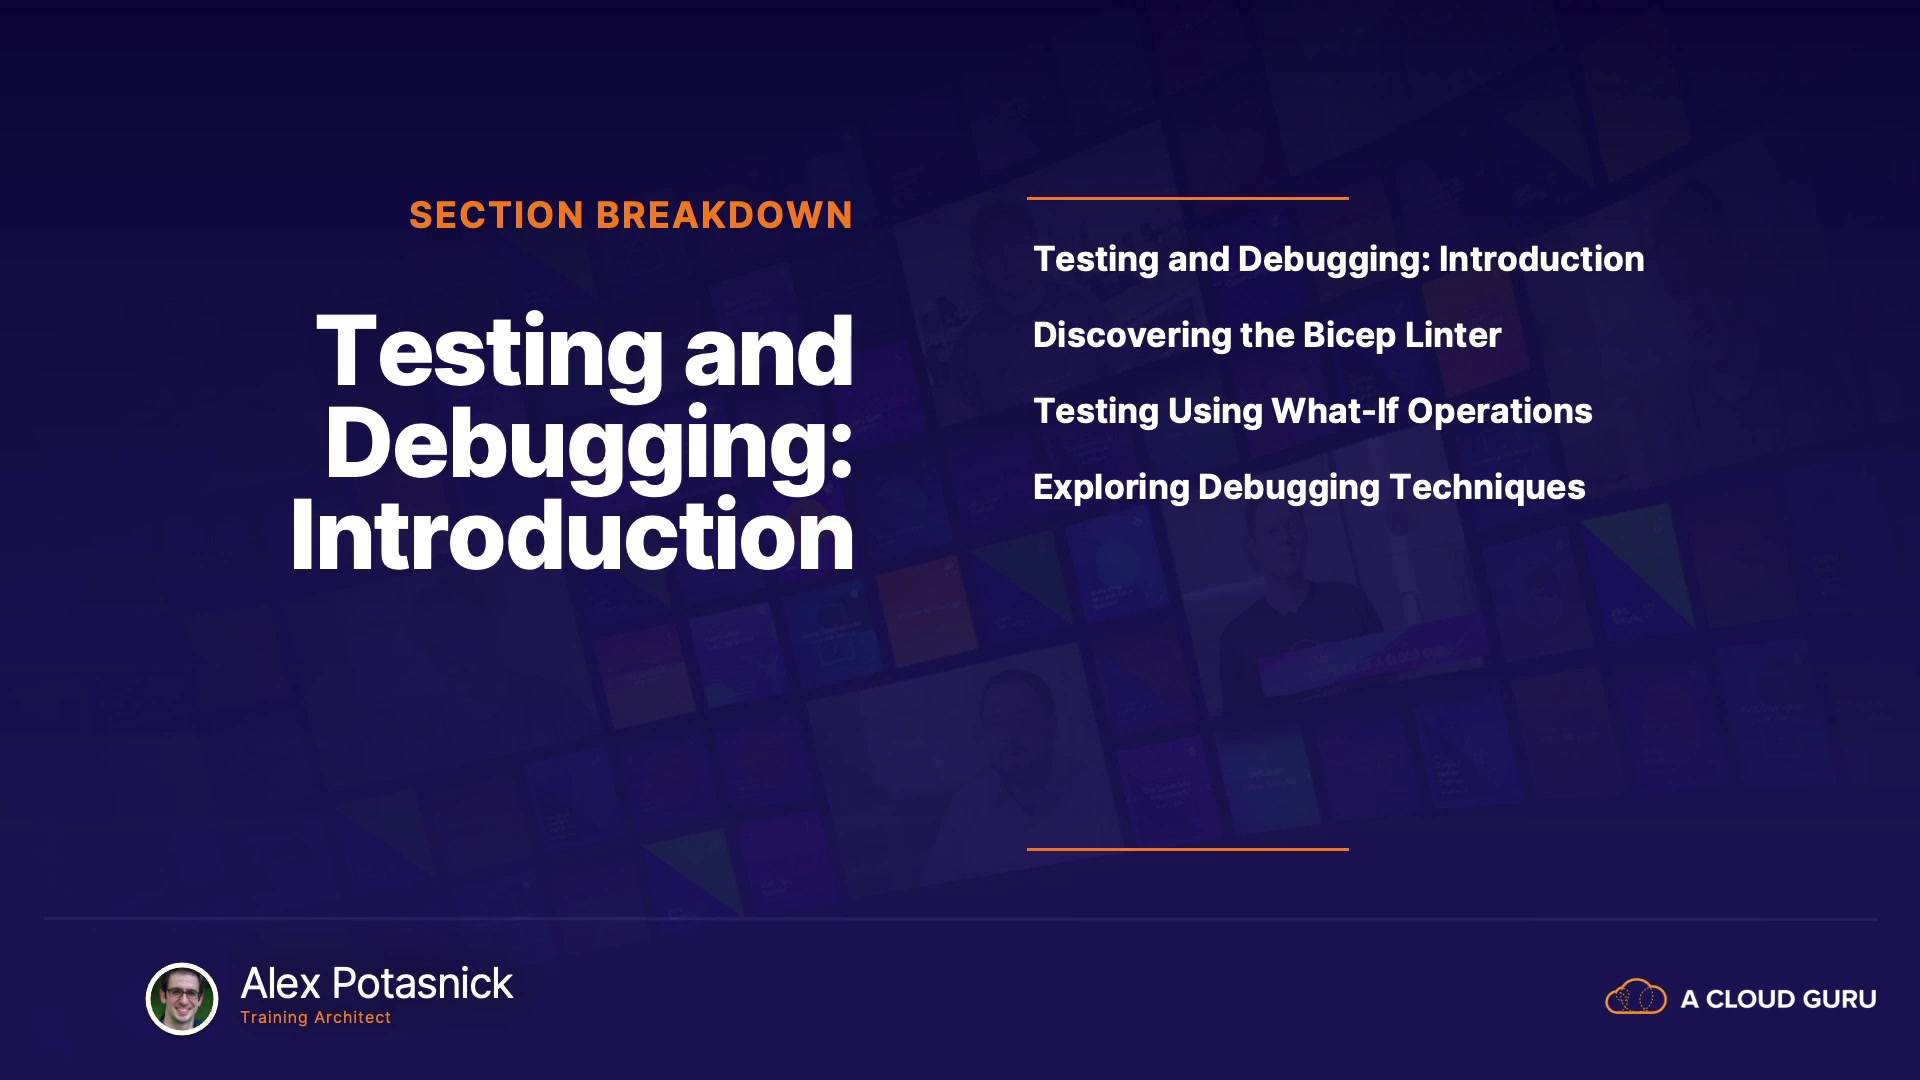 SECTION BREAKDOWN
Testing and
Debugging:
Introduction
Testing and Debugging: Introduction
Discovering the Bicep Linter
Testing Using What-If Operations
Exploring Debugging Techniques
Alex Potasnick
Training Architect
A CLOUD GURU